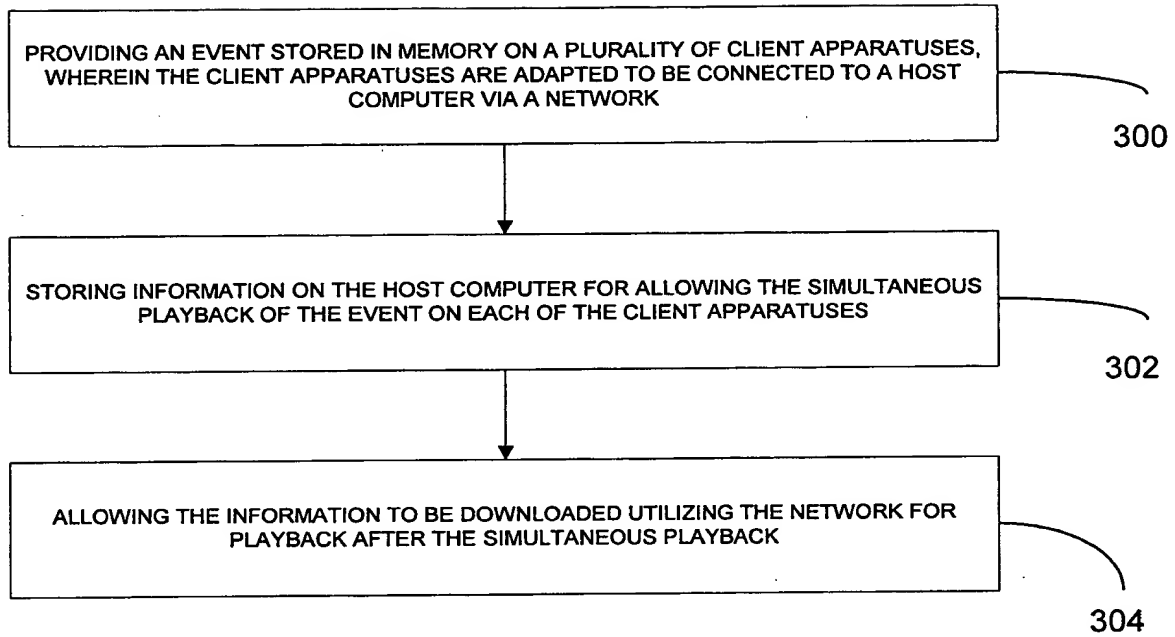 PROVIDING AN EVENT STORED IN MEMORY ON A PLURALITY OF CLIENT APPARATUSES,
WHEREIN THE CLIENT APPARATUSES ARE ADAPTED TO BE CONNECTED TO A HOST
COMPUTER VIA A NETWORK
300
STORING INFORMATION ON THE HOST COMPUTER FOR ALLOWING THE SIMULTANEOUS
PLAYBACK OF THE EVENT ON EACH OF THE CLIENT APPARATUSES
302
ALLOWING THE INFORMATION TO BE DOWNLOADED UTILIZING THE NETWORK FOR
PLAYBACK AFTER THE SIMULTANEOUS PLAYBACK
304